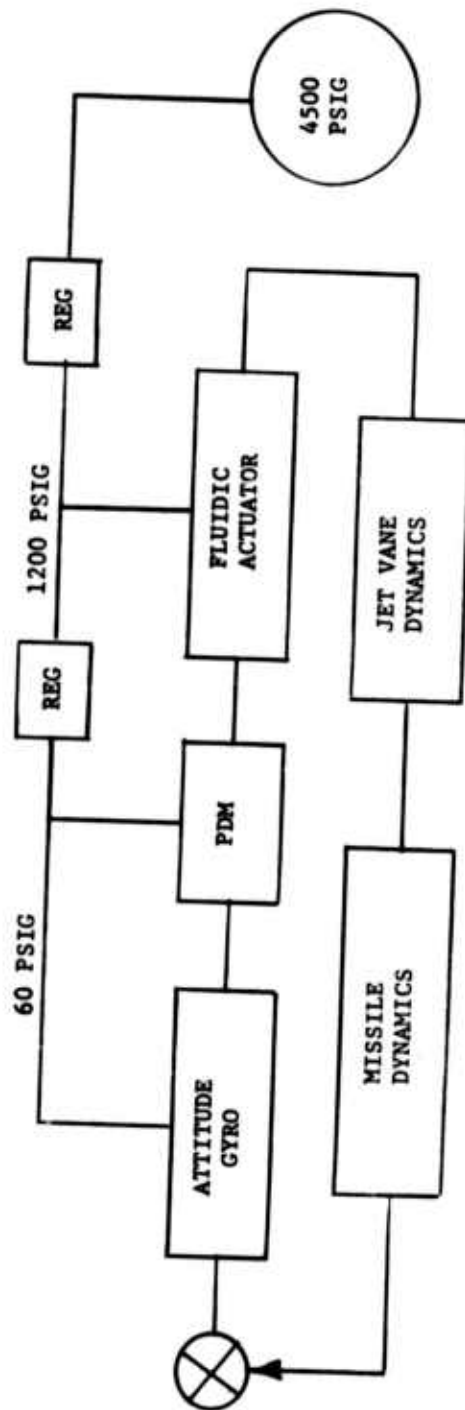 60 PSIG
1200 PSIG
REG
REG
4500
PSIG
ATTITUDE
GYRO
PDM
FLUIDIC
ACTUATOR
MISSILE
DYNAMICS
JET VANE
DYNAMICS